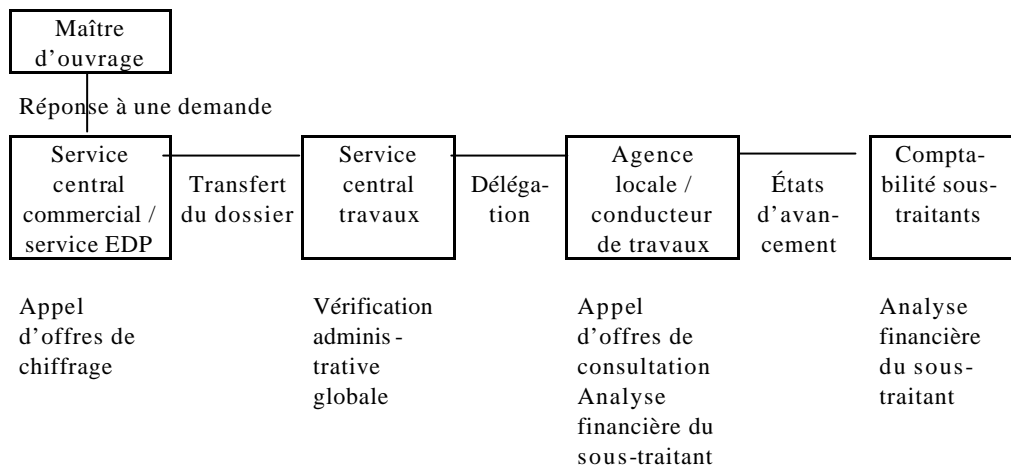 Maître
d’ouvrage
Réponse à une demande
Service
central
commercial /
service EDP
Transfert
du dossier
Service
central
travaux
Déléga-
tion
Agence
locale /
conducteur
de travaux
États
d’avan-
cement
Compta-
bilité sous-
traitants
Appel
d’offres de
chiffrage
Vérification
adminis -
trative
globale
Appel
d’offres de
consultation
Analyse
financière du
sous-traitant
Analyse
financière
du sous-
traitant